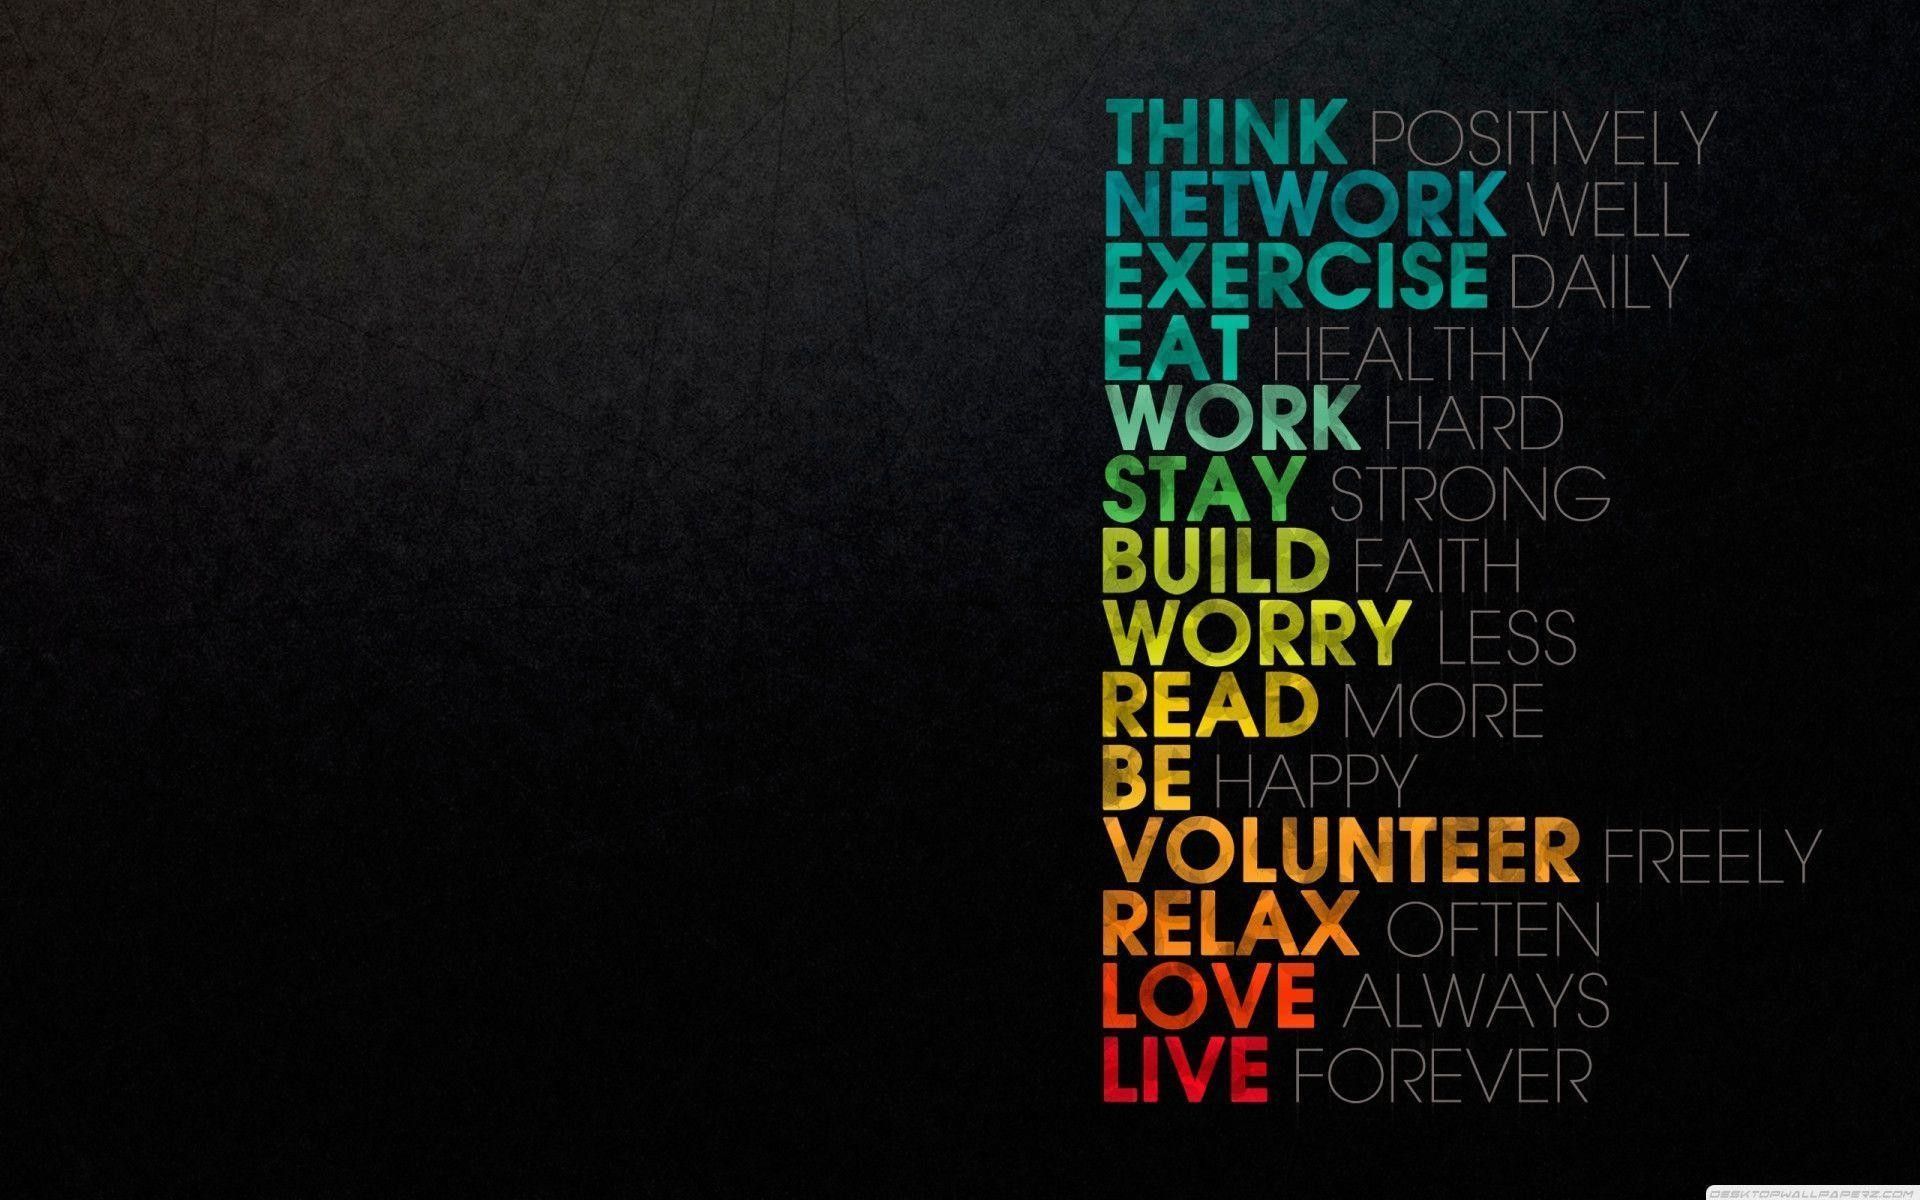 THINK POSITIVELY
NETWORK WELL
EXERCISE DAILY
EAT HEALTHY
WORK HARD
STAY STRONG
BUILD FAITH
WORRY LESS
READ MORE
BE HAPPY
VOLUNTEER FREELY
RELAX OFTEN
LOVE ALWAYS
LIVE FOREVER
DESKTOPWALLPAPERZ.COM